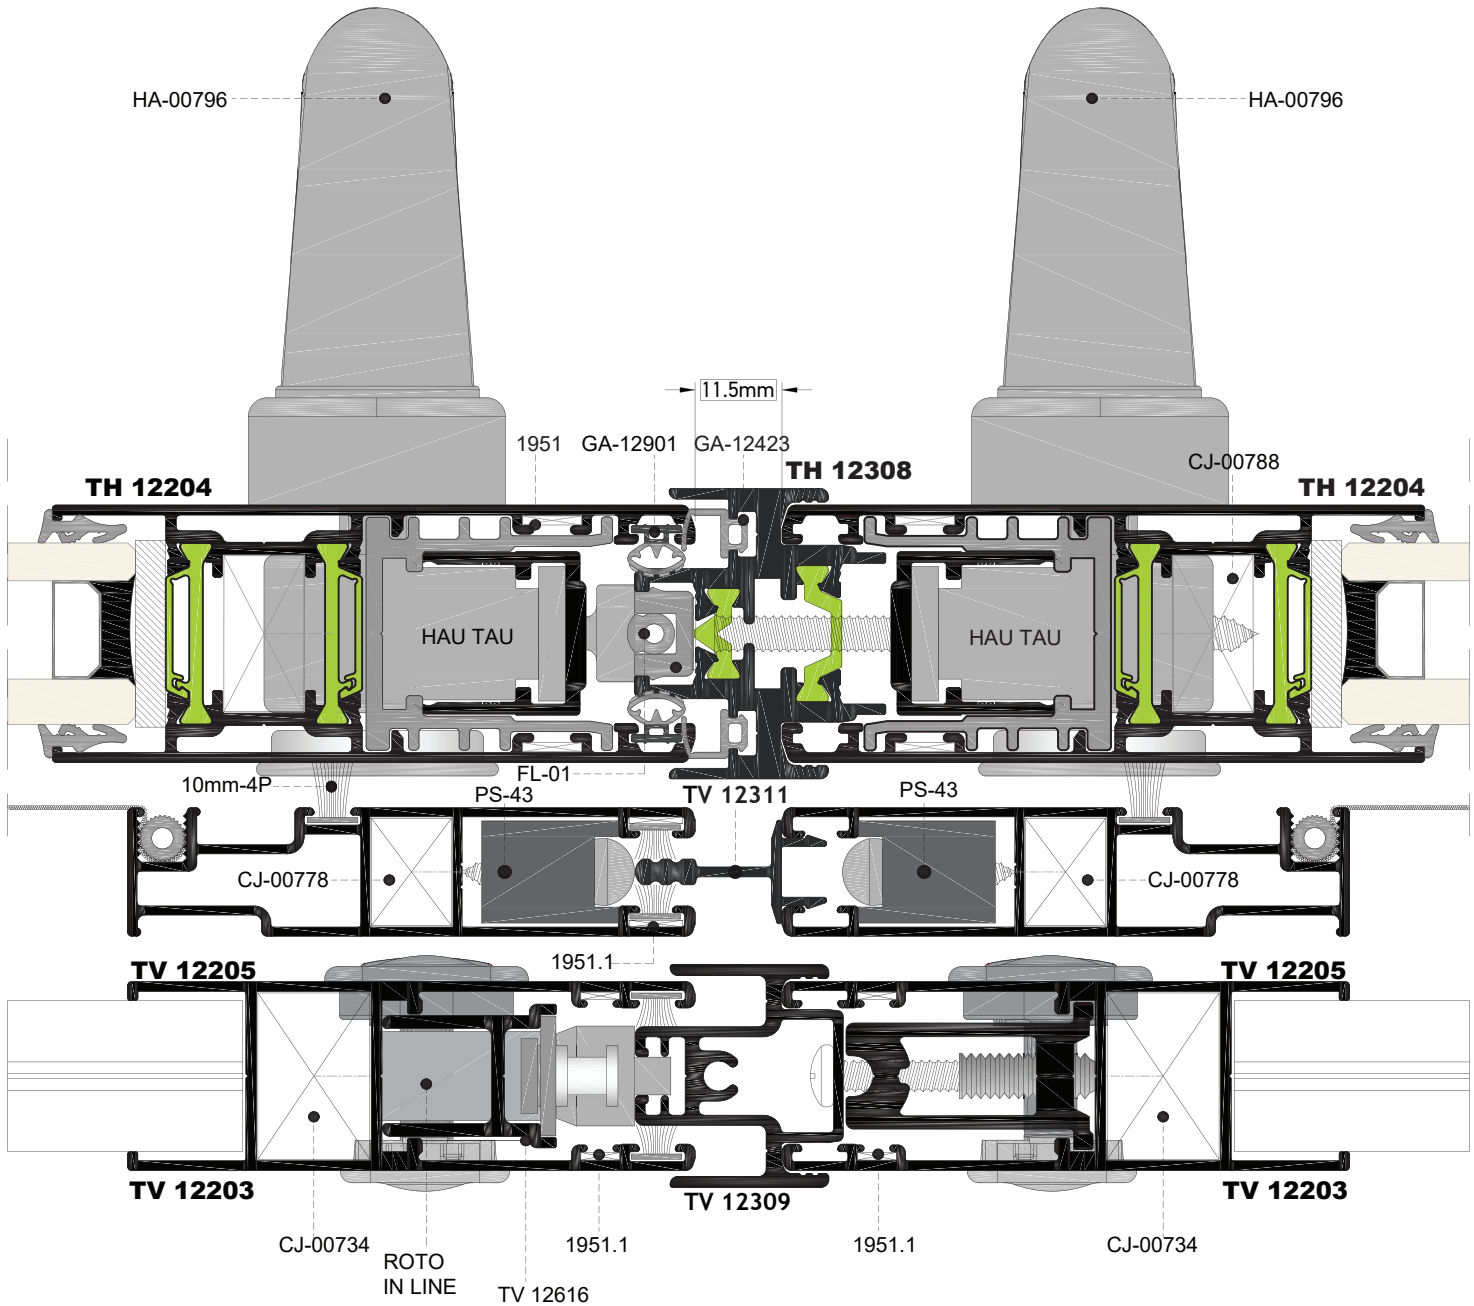 HA-00796
HA-00796
11.5mm
1951
GA-12901
GA-12423
TH 12308
CJ-00788
TH 12204
TH 12204
HAU TAU
HAU TAU
FL-01
10mm-4P
PS-43
TV 12311
PS-43
CJ-00778
CJ-00778
1951.1
TV 12205
TV 12205
TV 12203
TV 12309
TV 12203
CJ-00734
1951.1
1951.1
CJ-00734
ROTO
IN LINE
TV 12616